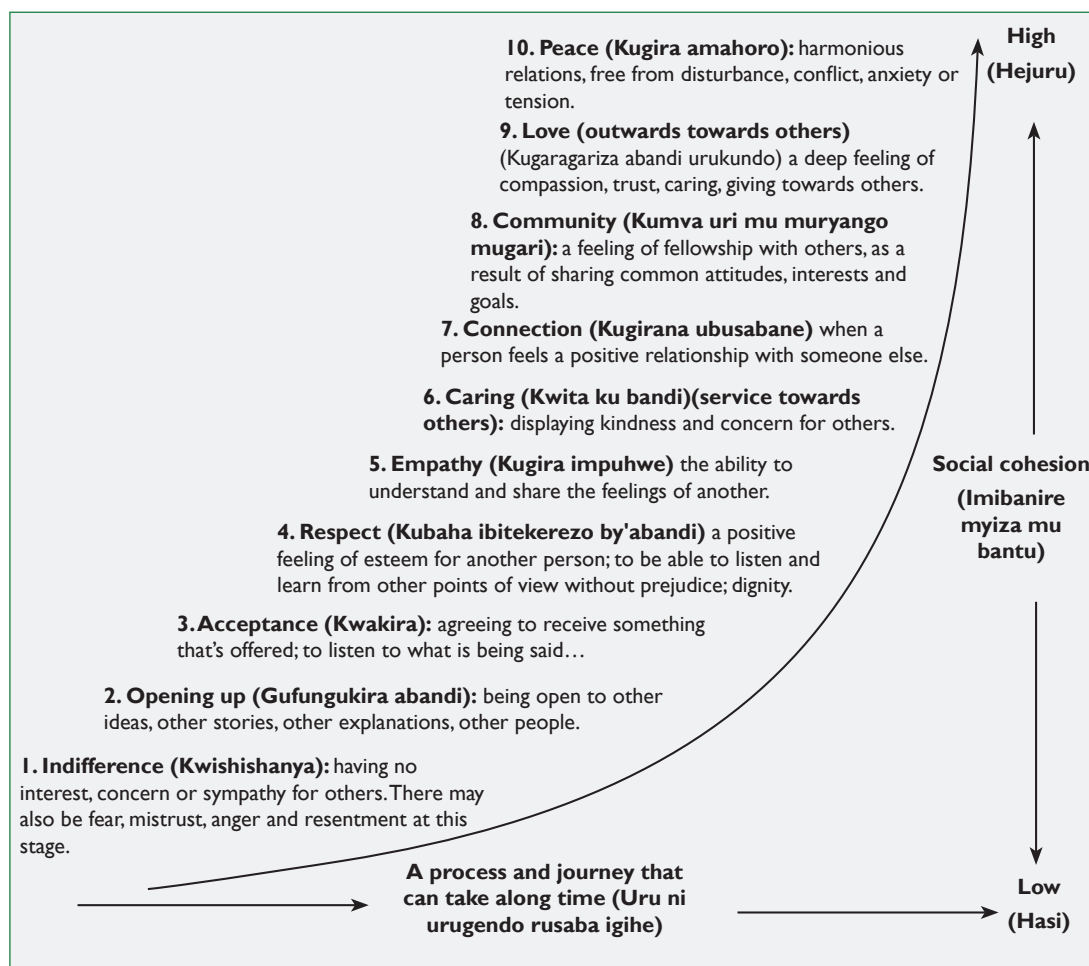 10. Peace (Kugira amahoro): harmonious
relations, free from disturbance, conflict, anxiety or
tension.
9. Love (outwards towards others)
(Kugaragariza abandi urukundo) a deep feeling of
compassion, trust, caring, giving towards others.
8. Community (Kumva uri mu muryango
mugari): a feeling of fellowship with others, as a
result of sharing common attitudes, interests and
goals.
7. Connection (Kugirana ubusabane) when a
person feels a positive relationship with someone else.
6. Caring (Kwita ku bandi)(service towards
others): displaying kindness and concern for others.
5. Empathy (Kugira impuhwe) the ability to
understand and share the feelings of another.
4. Respect (Kubaha ibitekerezo by'abandi) a positive
feeling of esteem for another person; to be able to listen and
learn from other points of view without prejudice; dignity.
3. Acceptance (Kwakira): agreeing to receive something
that's offered; to listen to what is being said…
2. Opening up (Gufungukira abandi): being open to other
ideas, other stories, other explanations, other people.
1. Indifference (Kwishishanya): having no
interest, concern or sympathy for others. There may
also be fear, mistrust, anger and resentment at this
stage.
A process and journey that
can take along time (Uru ni
urugendo rusaba igihe)
High
(Hejuru)
Social cohesion
(Imibanire
myiza mu
bantu)
Low
(Hasi)